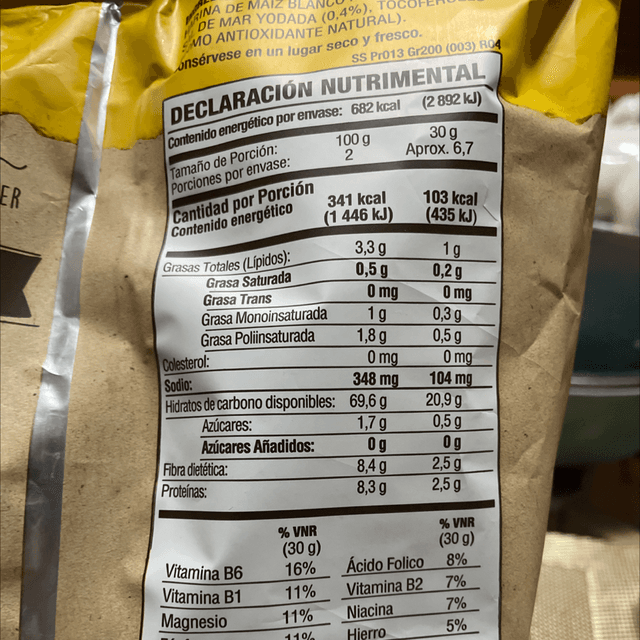 RINA DE MAÍZ BLANCO
DE MAR YODADA (0,4%), TOCOFEROLES
MO ANTIOXIDANTE NATURAL).
onsérvese en un lugar seco y fresco.
SS Pr013 Gr200 (003) R04
DECLARACIÓN NUTRIMENTAL
Contenido energético por envase: 682 kcal (2 892 kJ)
Tamaño de Porción: 100 g 30 g
Porciones por envase: 2 Aprox. 6,7
Cantidad por Porción
Contenido energético 341 kcal 103 kcal
(1 446 kJ) (435 kJ)
Grasas Totales (Lípidos): 3,3 g 1 g
Grasa Saturada 0,5 g 0,2 g
Grasa Trans 0 mg 0 mg
Grasa Monoinsaturada 1 g 0,3 g
Grasa Poliinsaturada 1,8 g 0,5 g
Colesterol: 0 mg 0 mg
Sodio: 348 mg 104 mg
Hidratos de carbono disponibles: 69,6 g 20,9 g
Azúcares: 1,7 g 0,5 g
Azúcares Añadidos: 0 g 0 g
Fibra dietética: 8,4 g 2,5 g
Proteínas: 8,3 g 2,5 g
% VNR % VNR
(30 g) (30 g)
Vitamina B6 16% Ácido Folico 8%
Vitamina B1 11% Vitamina B2 7%
Magnesio 11% Niacina 7%
11% Hierro 5%
ER